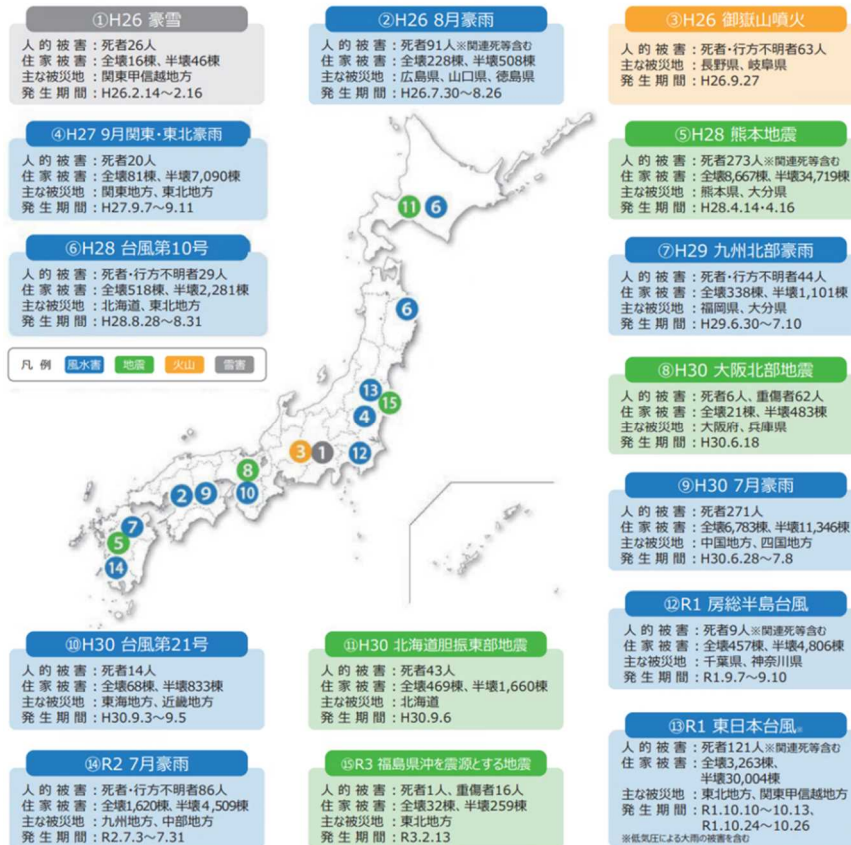 ①H26 豪雪
人的被害：死者26人
住家被害：全壊16棟、半壊46棟
主な被災地：関東甲信越地方
発生期間：H26.2.14～2.16
②H26 8月豪雨
人的被害：死者91人※関連死等含む
住家被害：全壊228棟、半壊508棟
主な被災地：広島県、山口県、徳島県
発生期間：H26.7.30～8.26
③H26 御嶽山噴火
人的被害：死者・行方不明者63人
主な被災地：長野県、岐阜県
発生期間：H26.9.27
④H27 9月関東・東北豪雨
人的被害：死者20人
住家被害：全壊81棟、半壊7,090棟
主な被災地：関東地方、東北地方
発生期間：H27.9.7～9.11
⑤H28 熊本地震
人的被害：死者273人※関連死等含む
住家被害：全壊8,667棟、半壊34,719棟
主な被災地：熊本県、大分県
発生期間：H28.4.14・4.16
⑥H28 台風第10号
人的被害：死者・行方不明者29人
住家被害：全壊518棟、半壊2,281棟
主な被災地：北海道、東北地方
発生期間：H28.8.28～8.31
⑦H29 九州北部豪雨
人的被害：死者・行方不明者44人
住家被害：全壊338棟、半壊1,101棟
主な被災地：福岡県、大分県
発生期間：H29.6.30～7.10
凡例 風水害 地震 火山 雪害
⑧H30 大阪北部地震
人的被害：死者6人、重傷者62人
住家被害：全壊21棟、半壊483棟
主な被災地：大阪府、兵庫県
発生期間：H30.6.18
⑨H30 7月豪雨
人的被害：死者271人
住家被害：全壊6,783棟、半壊11,346棟
主な被災地：中国地方、四国地方
発生期間：H30.6.28～7.8
11 6
6
13
15
4
3 1 12
8
2 9 10
7
5
14
⑩H30 台風第21号
人的被害：死者14人
住家被害：全壊68棟、半壊833棟
主な被災地：東海地方、近畿地方
発生期間：H30.9.3～9.5
⑪H30 北海道胆振東部地震
人的被害：死者43人
住家被害：全壊469棟、半壊1,660棟
主な被災地：北海道
発生期間：H30.9.6
⑫R1 房総半島台風
人的被害：死者9人※関連死等含む
住家被害：全壊457棟、半壊4,806棟
主な被災地：千葉県、神奈川県
発生期間：R1.9.7～9.10
⑬R1 東日本台風※
人的被害：死者121人※関連死等含む
住家被害：全壊3,263棟、
半壊30,004棟
主な被災地：東北地方、関東甲信越地方
発生期間：R1.10.10～10.13、
R1.10.24～10.26
※低気圧による大雨の被害を含む
⑭R2 7月豪雨
人的被害：死者・行方不明者86人
住家被害：全壊1,620棟、半壊4,509棟
主な被災地：九州地方、中部地方
発生期間：R2.7.3～7.31
⑮R3 福島県沖を震源とする地震
人的被害：死者1人、重傷者16人
住家被害：全壊32棟、半壊259棟
主な被災地：東北地方
発生期間：R3.2.13